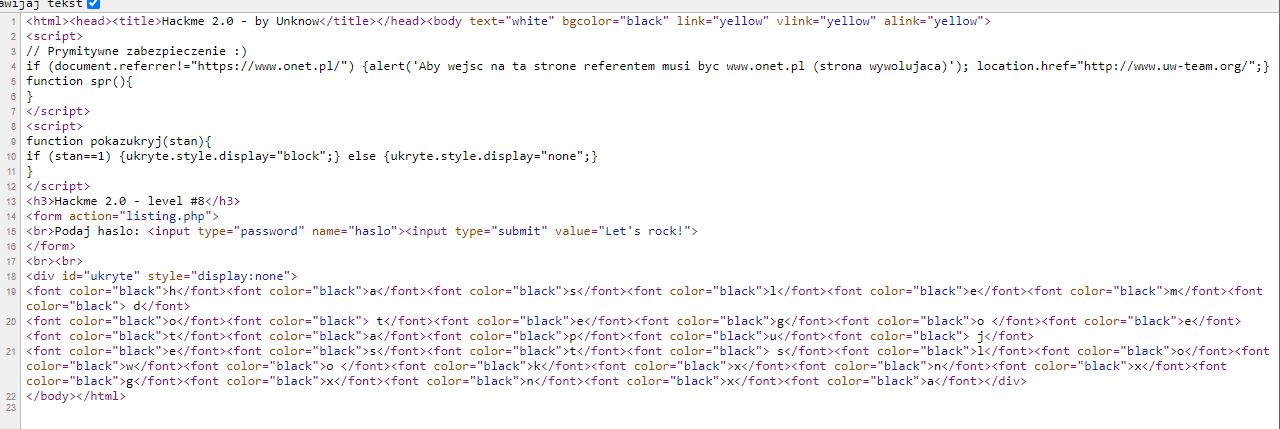 awijaj tekst
1 <html><head><title>Hackme 2.0 - by Unknow</title></head><body text="white" bgcolor="black" link="yellow" vlink="yellow" alink="yellow">
2 <script>
3 // Prymitywne zabezpieczenie :)
4 if (document.referrer!="https://www.onet.pl/") {alert('Aby wejsc na ta strone referentem musi byc www.onet.pl (strona wywolujaca)'); location.href="http://www.uw-team.org/";}
5 function spr(){
6 }
7 </script>
8 <script>
9 function pokazukryj(stan){
10 if (stan==1) {ukryte.style.display="block";} else {ukryte.style.display="none";}
11 }
12 </script>
13 <h3>Hackme 2.0 - level #8</h3>
14 <form action="listing.php">
15 <br>Podaj haslo: <input type="password" name="haslo"><input type="submit" value="Let's rock!">
16 </form>
17 <br><br>
18 <div id="ukryte" style="display:none">
19 <font color="black">h</font><font color="black">a</font><font color="black">s</font><font color="black">l</font><font color="black">e</font><font color="black">m</font><font
color="black"> d</font>
20 <font color="black">o</font><font color="black"> t</font><font color="black">e</font><font color="black">g</font><font color="black">o </font><font color="black">e</font>
<font color="black">t</font><font color="black">a</font><font color="black">p</font><font color="black">u</font><font color="black"> j</font>
21 <font color="black">e</font><font color="black">s</font><font color="black">t</font><font color="black"> s</font><font color="black">l</font><font color="black">o</font><font
color="black">w</font><font color="black">o </font><font color="black">k</font><font color="black">x</font><font color="black">n</font><font color="black">x</font><font
color="black">g</font><font color="black">x</font><font color="black">n</font><font color="black">x</font><font color="black">a</font></div>
22 </body></html>
23